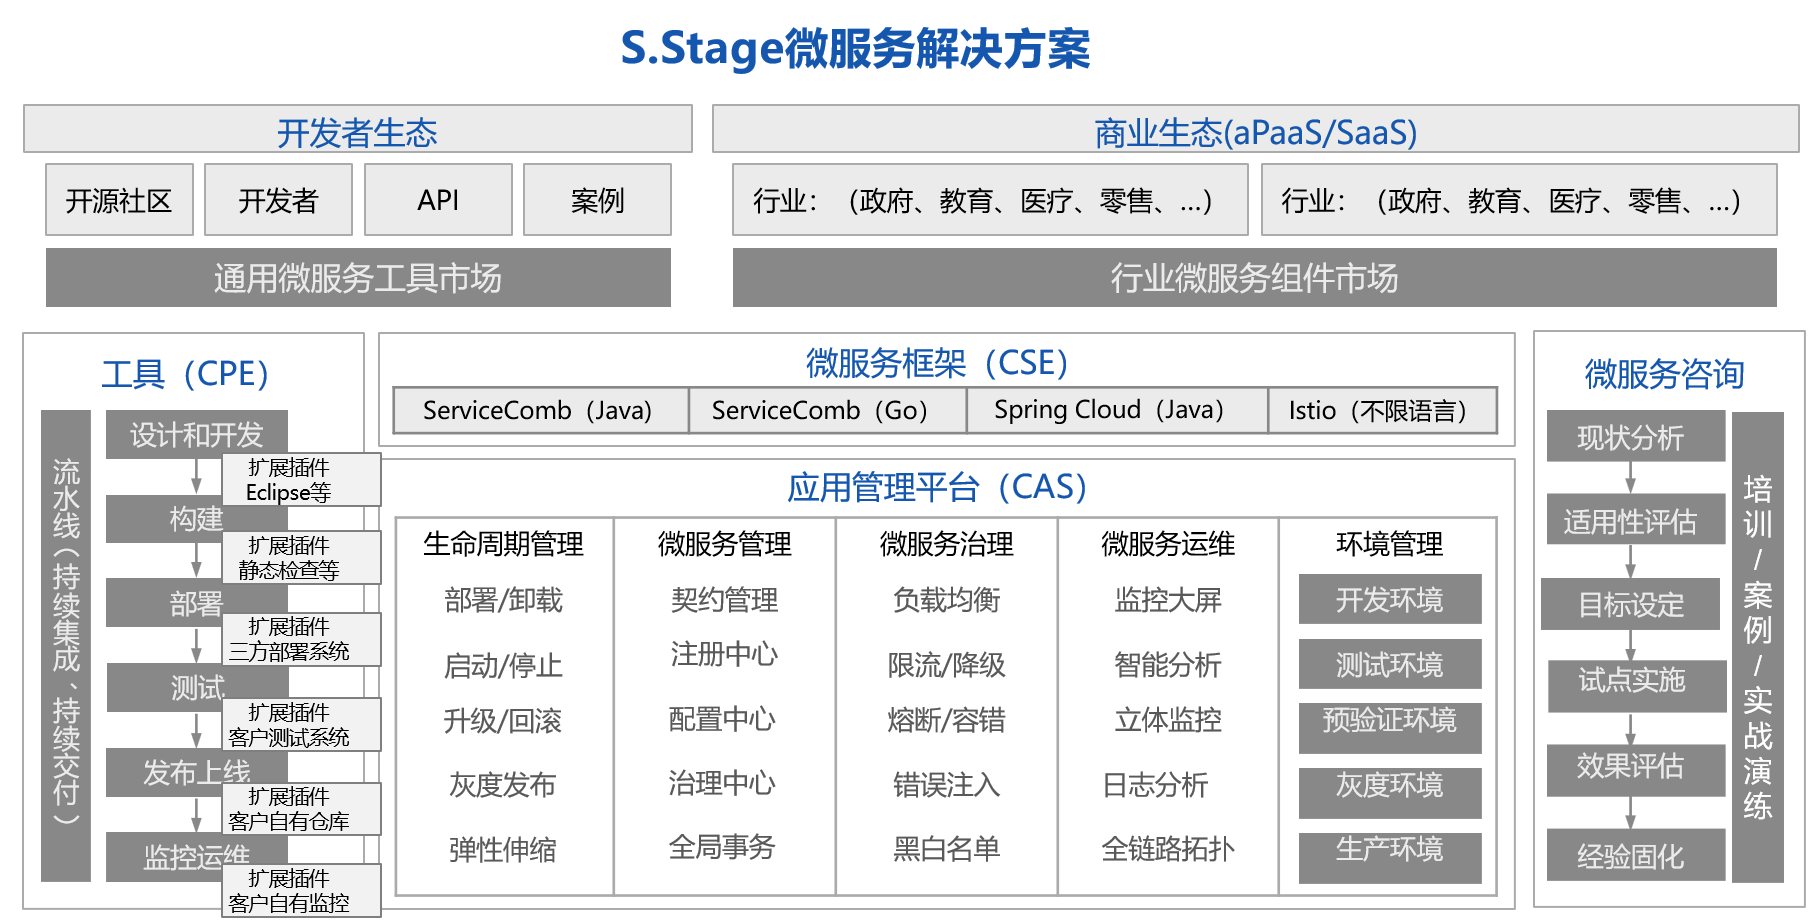 S.Stage微服务解决方案
开发者生态
商业生态(aPaaS/SaaS)
开源社区
开发者
API
案例
行业：（政府、教育、医疗、零售、...）
行业：（政府、教育、医疗、零售、...）
通用微服务工具市场
行业微服务组件市场
工具（CPE）
流水线（持续集成、持续交付）
设计和开发
扩展插件
Eclipse等
构建
扩展插件
静态检查等
部署
扩展插件
三方部署系统
测试
扩展插件
客户测试系统
发布上线
扩展插件
客户自有仓库
监控运维
扩展插件
客户自有监控
微服务框架（CSE）
ServiceComb（Java）
ServiceComb（Go）
Spring Cloud（Java）
Istio（不限语言）
应用管理平台（CAS）
生命周期管理
部署/卸载
启动/停止
升级/回滚
灰度发布
弹性伸缩
微服务管理
契约管理
注册中心
配置中心
治理中心
全局事务
微服务治理
负载均衡
限流/降级
熔断/容错
错误注入
黑白名单
微服务运维
监控大屏
智能分析
立体监控
日志分析
全链路拓扑
环境管理
开发环境
测试环境
预验证环境
灰度环境
生产环境
微服务咨询
现状分析
适用性评估
目标设定
试点实施
效果评估
经验固化
培训/案例/实战演练